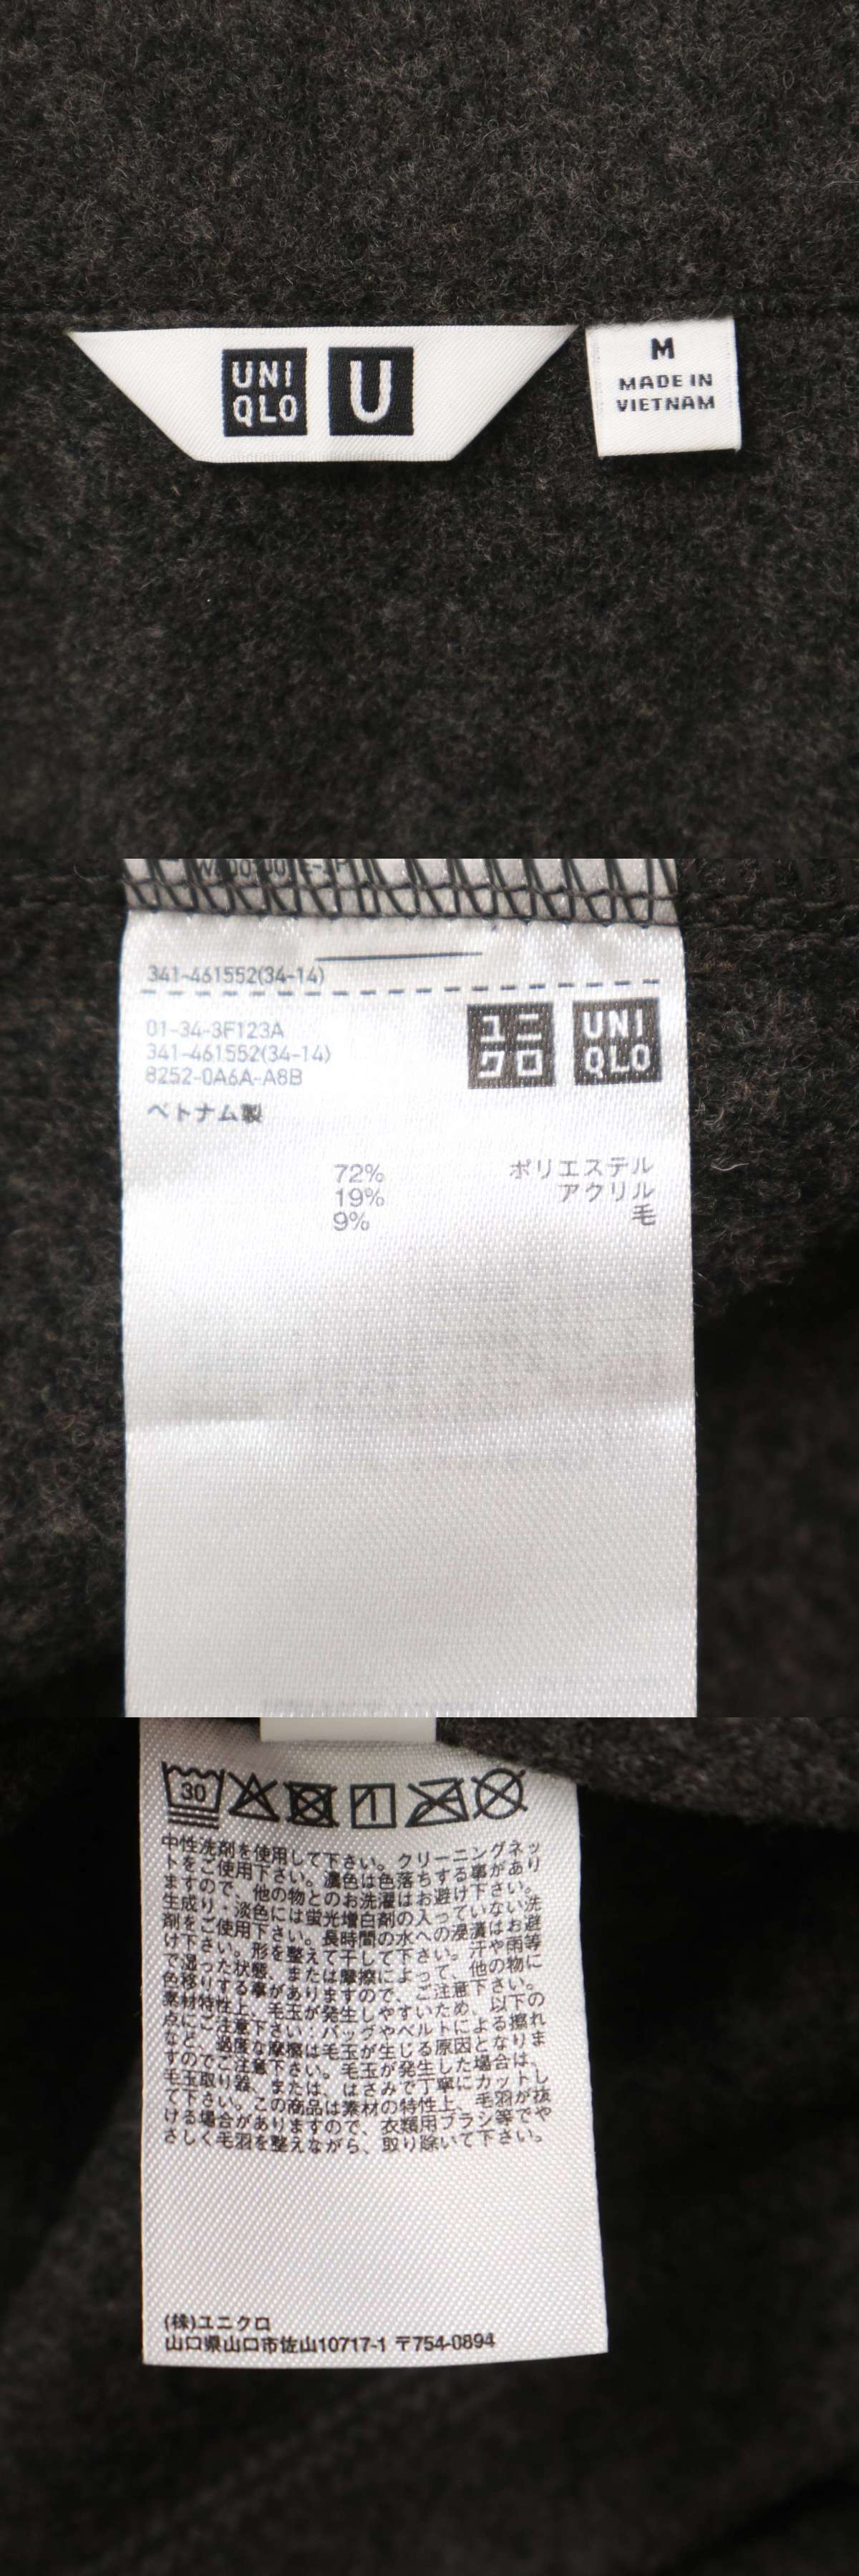 UNI
QLO
U
M
MADE IN
VIETNAM
341-461552(34-14)
01-34-3F123A
341-461552(34-14)
8252-0A6A-A8B
ユニ
クロ
UNI
QLO
ベトナム製
72% ポリエステル
19% アクリル
9% 毛
30
中性洗剤を使用して下さい。クリーニングネッ
トをご使用下さい。濃色は色落ちする事があり
ますので、他の物とのお洗濯はお避け下さい。
生成り・淡色には蛍光増白剤の入っていない洗
剤をご使用下さい。長時間の水への浸漬はお避
け下さい。形を整えて干して下さい。汗や雨等
で湿った状態、または摩擦によって、他の物に
色移りする事がありますので、ご注意下さい。
素材特性上、毛玉が発生しやすいため、以下の
点にご注意下さい：バッグやベルトによる擦れ
など、過度な摩擦は毛玉が生じる原因となりま
すのでご注意下さい。毛玉が発生した場合は、
毛玉取り器、または、はさみで丁寧にカットし
て下さい。この商品は素材の特性上、毛羽が抜
ける場合がありますので、衣類用ブラシ等でや
さしく毛羽を整えながら、取り除いて下さい。
(株)ユニクロ
山口県山口市佐山10717-1 〒754-0894